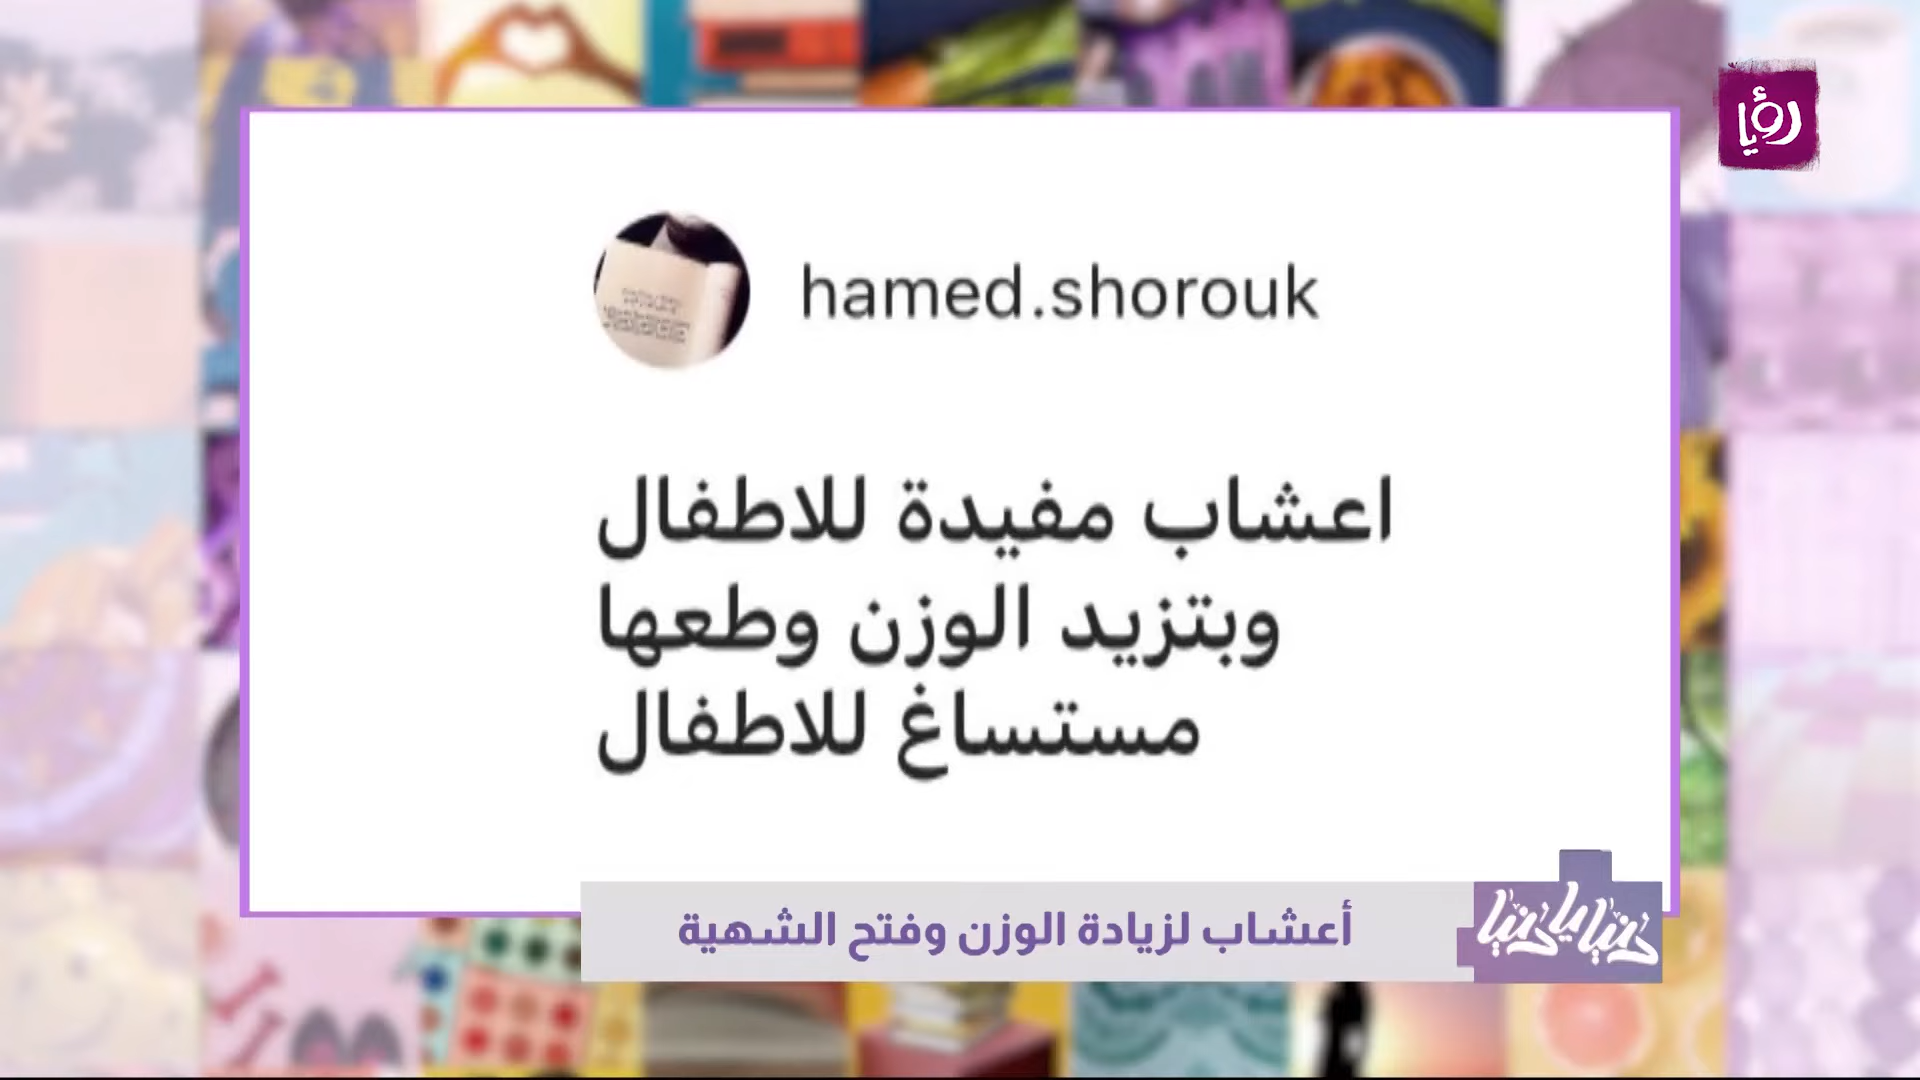 رؤيا
hamed.shorouk
اعشاب مفيدة للاطفال
وبتزيد الوزن وطعها
مستساغ للاطفال
أعشاب لزيادة الوزن وفتح الشهية
دنيا يا دنيا